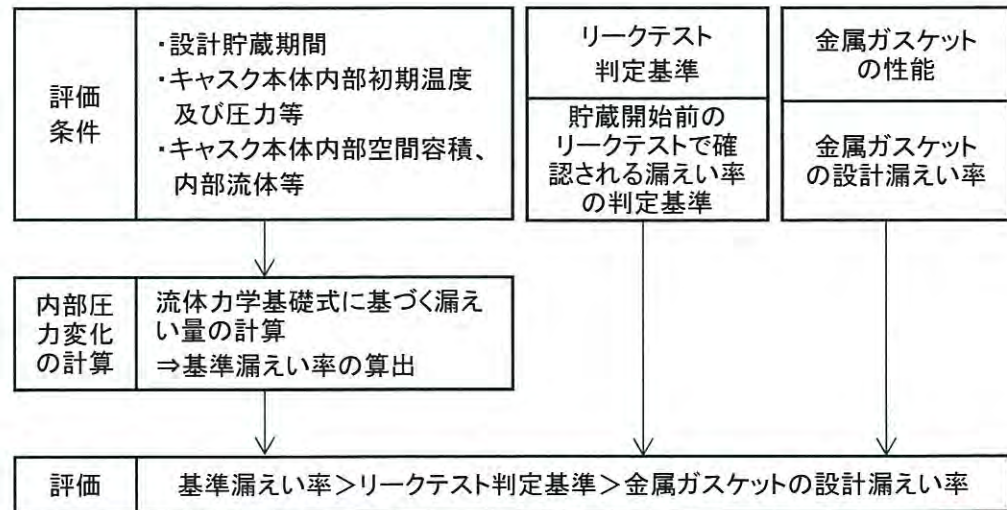 評価
条件
・設計貯蔵期間
・キャスク本体内部初期温度
及び圧力等
・キャスク本体内部空間容積、
内部流体等
リークテスト
判定基準
貯蔵開始前の
リークテストで確
認される漏えい率
の判定基準
金属ガスケット
の性能
金属ガスケット
の設計漏えい率
内部圧
力変化
の計算
流体力学基礎式に基づく漏え
い量の計算
⇒基準漏えい率の算出
評価
基準漏えい率＞リークテスト判定基準＞金属ガスケットの設計漏えい率